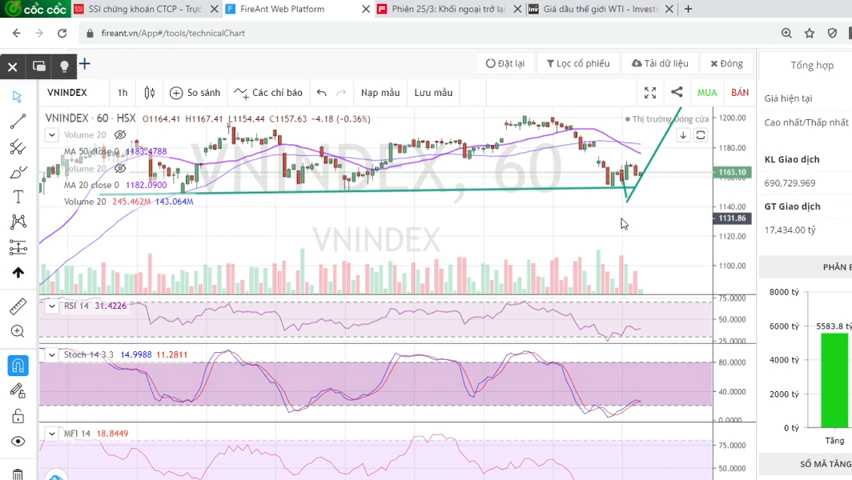 cốc cốc
SSI chứng khoán CTCP - Trực
FireAnt Web Platform
Phiên 25/3: Khối ngoại trở lại
Giá dầu thế giới WTI - Investi
fireant.vn/App#/tools/technicalChart
Đặt lại
Lọc cổ phiếu
Tải dữ liệu
Đóng
Tổng hợp
VNINDEX
1h
So sánh
Các chỉ báo
Nạp mẫu
Lưu mẫu
MUA
BÁN
Giá hiện tại
Cao nhất/Thấp nhất
KL Giao dịch
690.729.969
GT Giao dịch
17,434.00 tỷ
VNINDEX · 60 · HSX O1164.41 H1167.41 L1154.44 C1157.63 −4.18 (−0.36%)
Thị trường Đóng cửa
Volume 20
MA 50 close 0 1183.4788
Volume 20
MA 20 close 0 1182.0900
Volume 20 245.462M 143.064M
VNINDEX, 60
VNINDEX
1200.00
1180.00
1163.10
1160.00
1140.00
1131.86
1120.00
1100.00
RSI 14 31.4226
75.0000
50.0000
25.0000
Stoch 14 3 3 14.9988 11.2811
80.0000
40.0000
0.0000
MFI 14 18.8449
75.0000
50.0000
PHÂN B
8000 tỷ
6000 tỷ
4000 tỷ
2000 tỷ
0 tỷ
5583.8 tỷ
Tăng
SỐ MÃ TĂNG